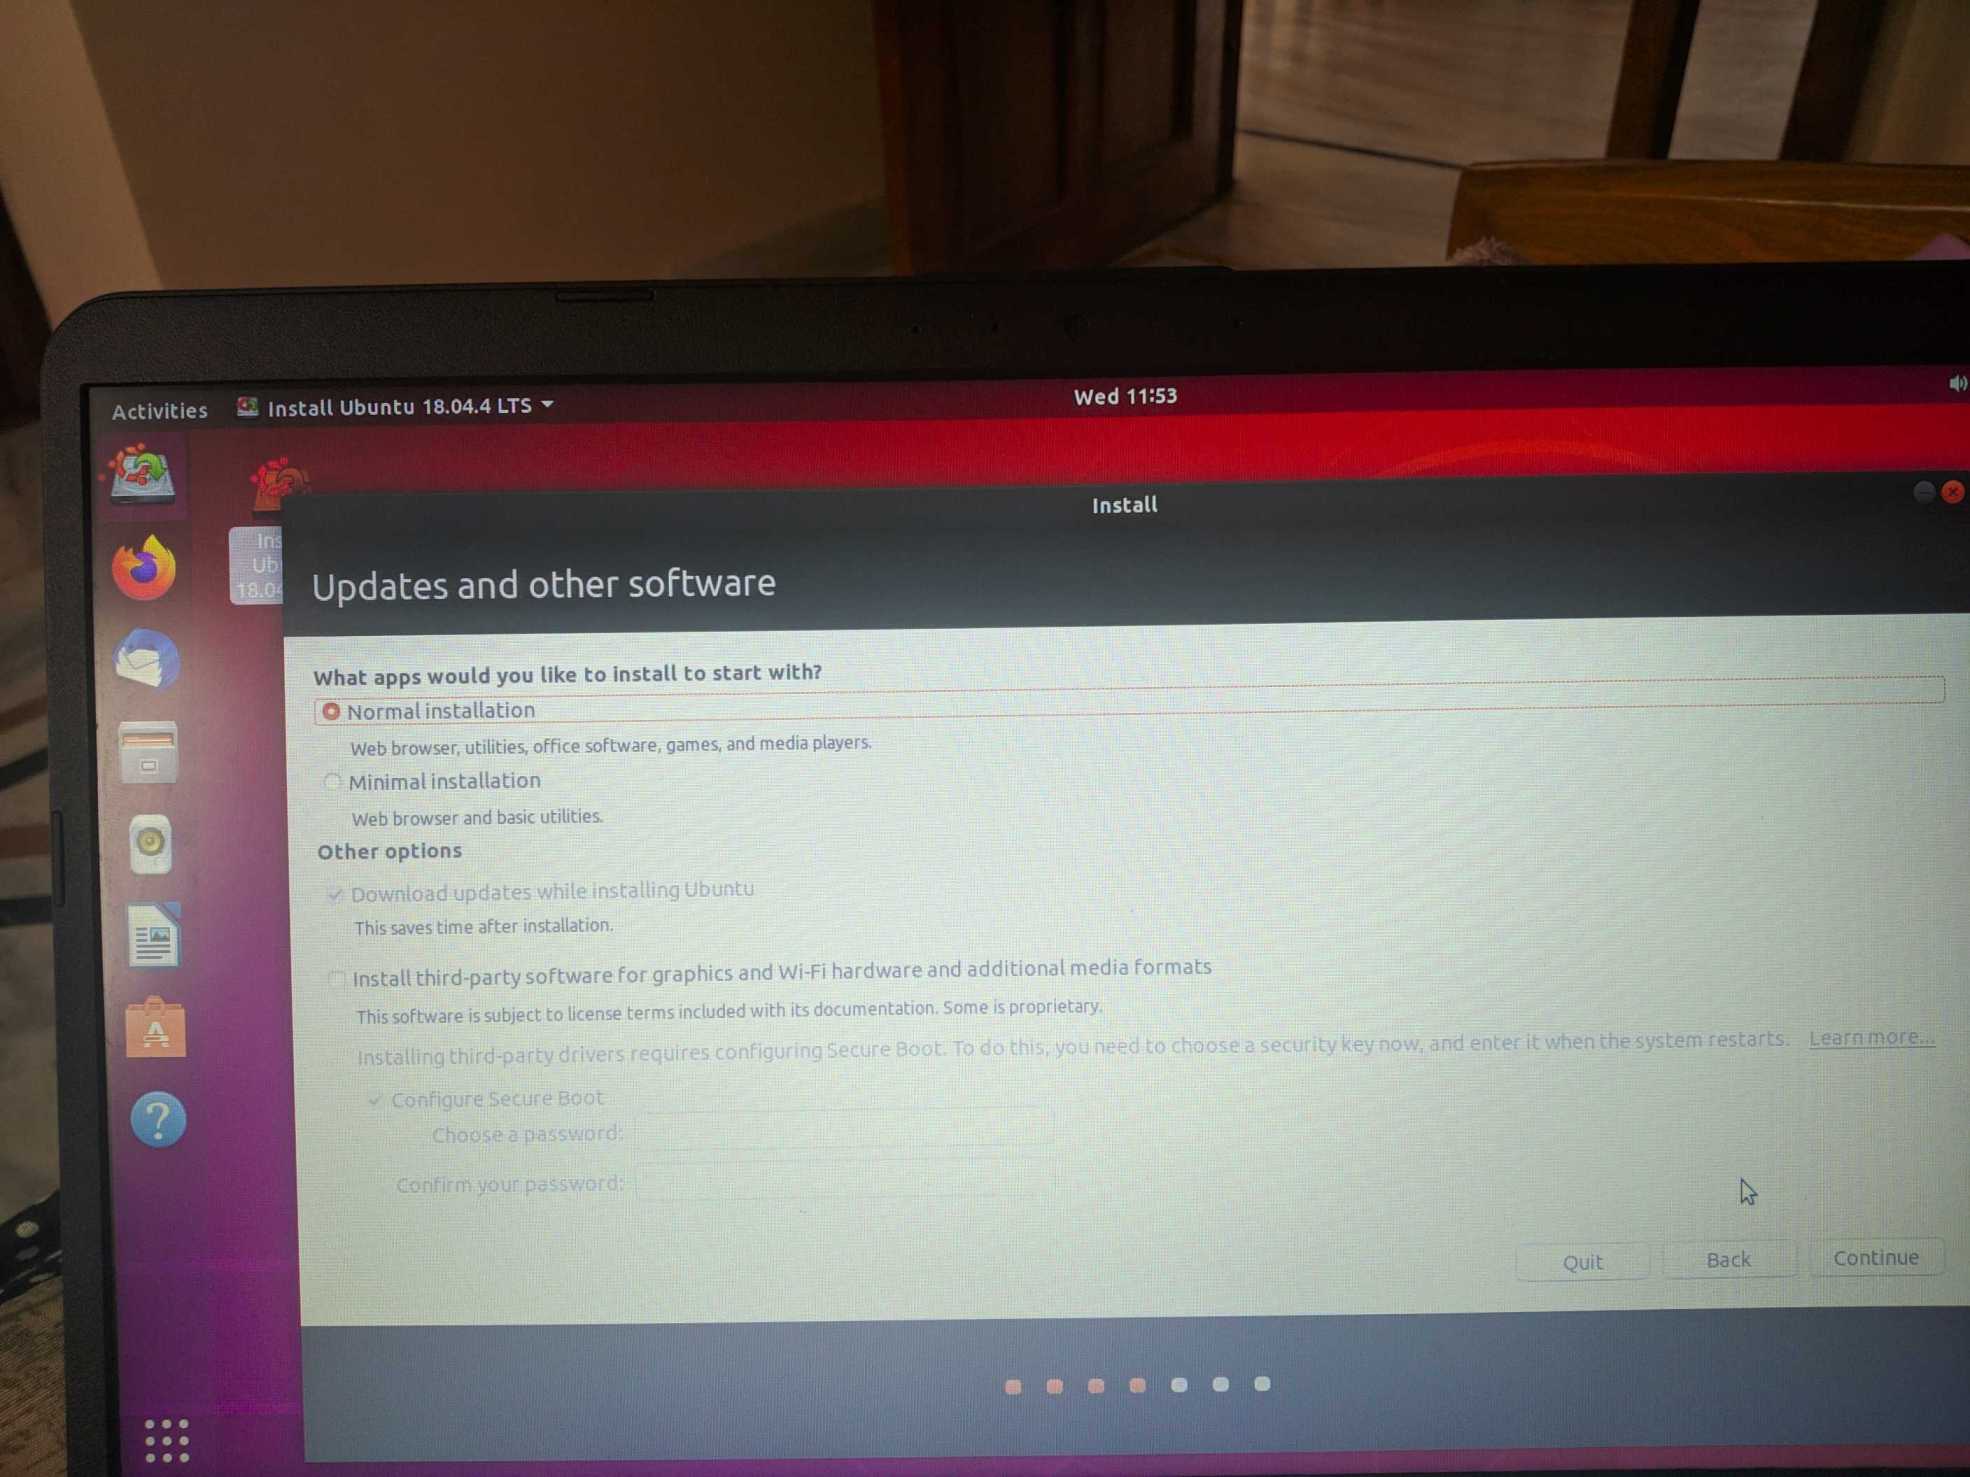 Activities Install Ubuntu 18.04.4 LTS Wed 11:53
Ins
Ub
18.04
Install
Updates and other software
What apps would you like to install to start with?
Normal installation
Web browser, utilities, office software, games, and media players.
Minimal installation
Web browser and basic utilities.
Other options
Download updates while installing Ubuntu
This saves time after installation.
Install third-party software for graphics and Wi-Fi hardware and additional media formats
This software is subject to license terms included with its documentation. Some is proprietary.
Installing third-party drivers requires configuring Secure Boot. To do this, you need to choose a security key now, and enter it when the system restarts. Learn more...
Configure Secure Boot
Choose a password:
Confirm your password:
Quit Back Continue